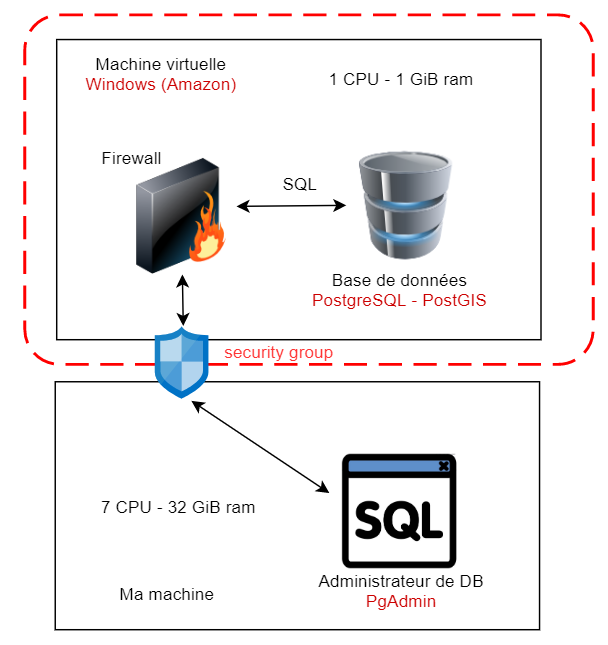 Machine virtuelle
Windows (Amazon)
1 CPU - 1 GiB ram
Firewall
SQL
Base de données
PostgreSQL - PostGIS
security group
7 CPU - 32 GiB ram
SQL
Administrateur de DB
PgAdmin
Ma machine